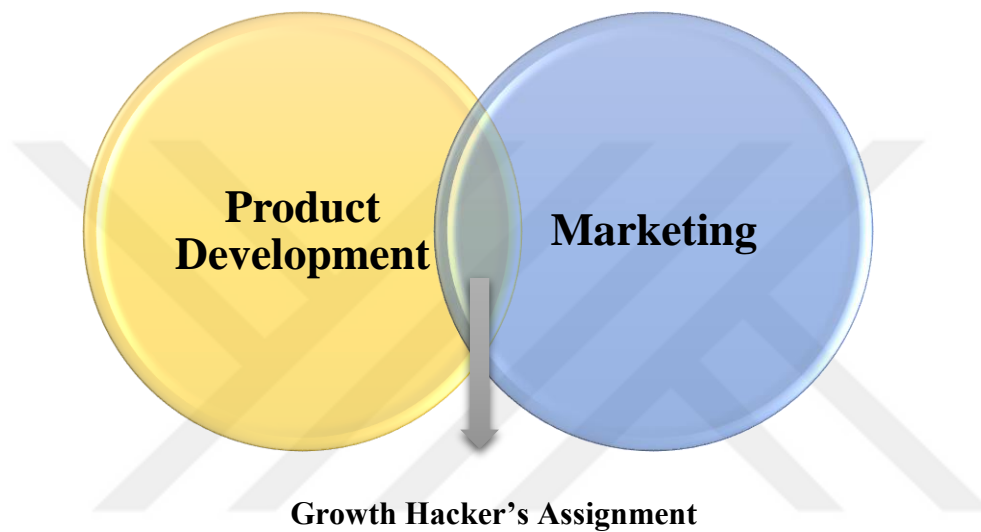 Product
Development
Marketing
Growth Hacker’s Assignment